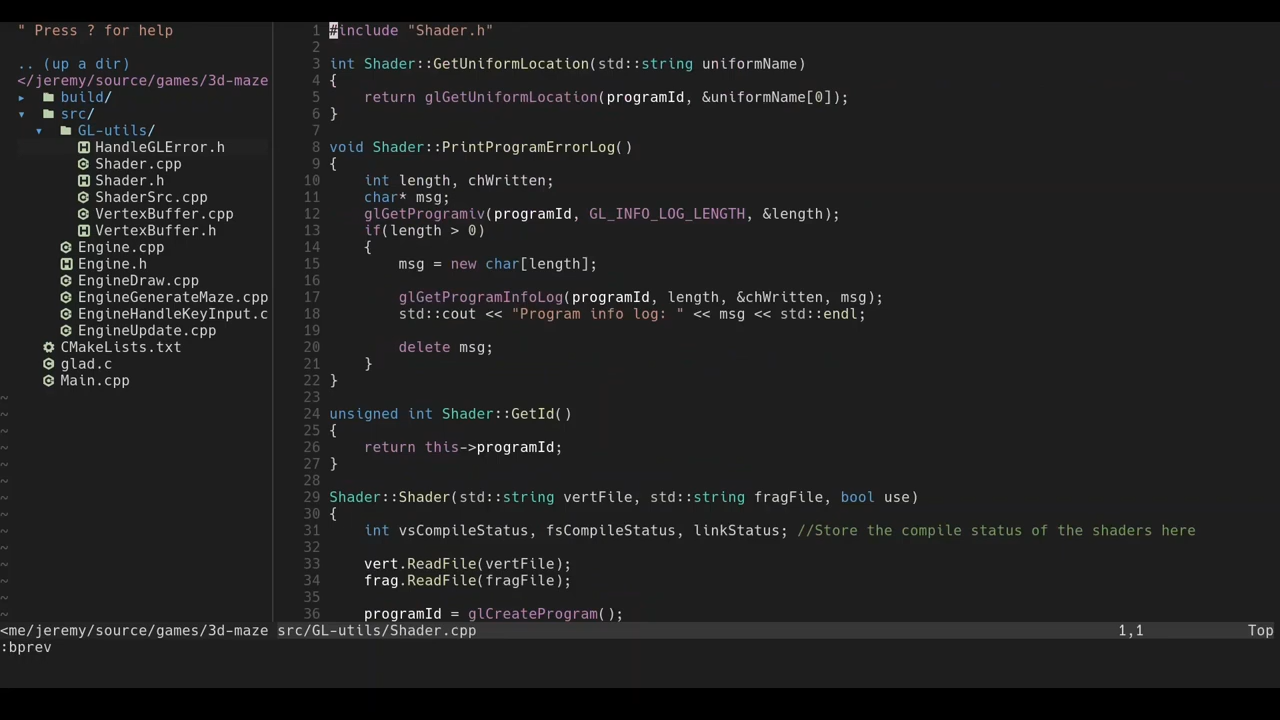 " Press ? for help
.. (up a dir)
</jeremy/source/games/3d-maze
▸ build/
▾ src/
▾ GL-utils/
HandleGLError.h
Shader.cpp
Shader.h
ShaderSrc.cpp
VertexBuffer.cpp
VertexBuffer.h
Engine.cpp
Engine.h
EngineDraw.cpp
EngineGenerateMaze.cpp
EngineHandleKeyInput.c
EngineUpdate.cpp
CMakeLists.txt
glad.c
Main.cpp
~
~
~
~
~
~
~
~
~
~
~
~
~
~
1 #include "Shader.h"
2
3 int Shader::GetUniformLocation(std::string uniformName)
4 {
5     return glGetUniformLocation(programId, &uniformName[0]);
6 }
7
8 void Shader::PrintProgramErrorLog()
9 {
10     int length, chWritten;
11     char* msg;
12     glGetProgramiv(programId, GL_INFO_LOG_LENGTH, &length);
13     if(length > 0)
14     {
15         msg = new char[length];
16
17         glGetProgramInfoLog(programId, length, &chWritten, msg);
18         std::cout << "Program info log: " << msg << std::endl;
19
20         delete msg;
21     }
22 }
23
24 unsigned int Shader::GetId()
25 {
26     return this->programId;
27 }
28
29 Shader::Shader(std::string vertFile, std::string fragFile, bool use)
30 {
31     int vsCompileStatus, fsCompileStatus, linkStatus; //Store the compile status of the shaders here
32
33     vert.ReadFile(vertFile);
34     frag.ReadFile(fragFile);
35
36     programId = glCreateProgram();
<me/jeremy/source/games/3d-maze src/GL-utils/Shader.cpp 1,1 Top
:bprev